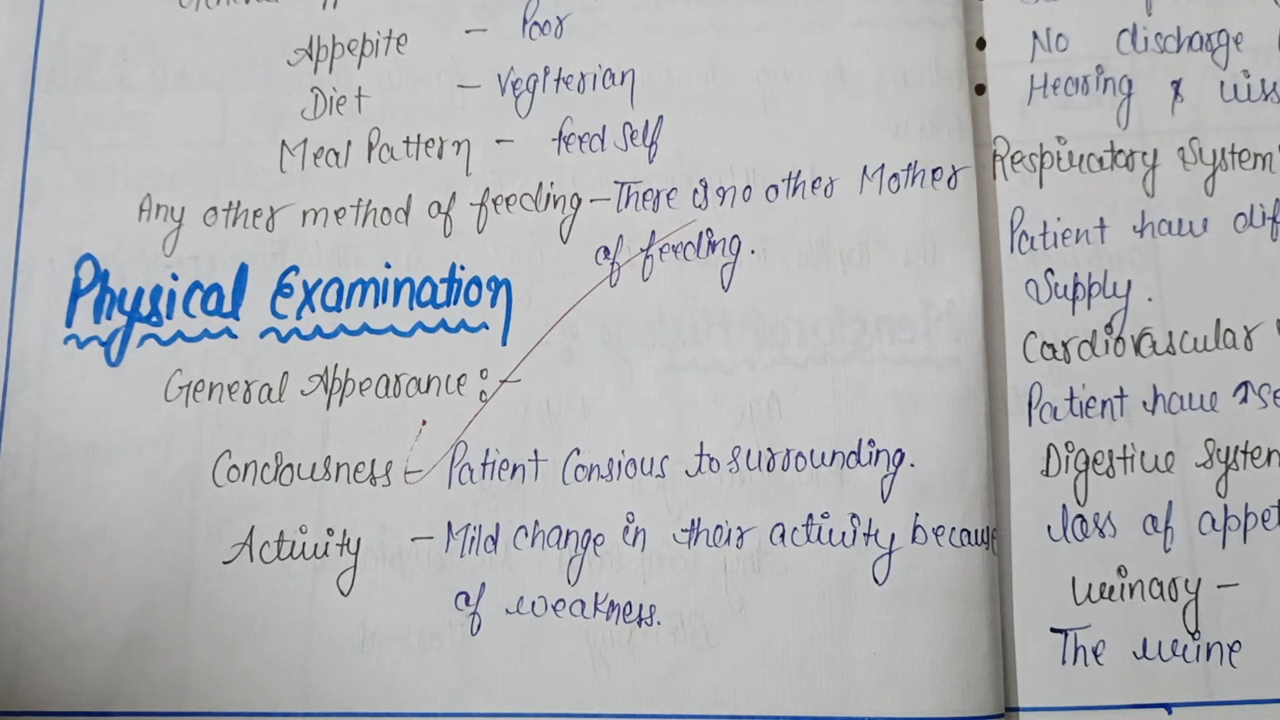 Appepite - Poor
Diet - Vegiterian
Meal Pattern - feed self
Any other method of feeding - There is no other Mother
of feeding.
Physical Examination
General Appearance :-
Conciousness - Patient Consious to surrounding.
Activity - Mild change in their activity because
of weakness.
No discharge
Hearing &
Respiratory System
Patient have
Supply.
Cardiovascular
Patient have
Digestive System
loss of
Urinary -
The urine